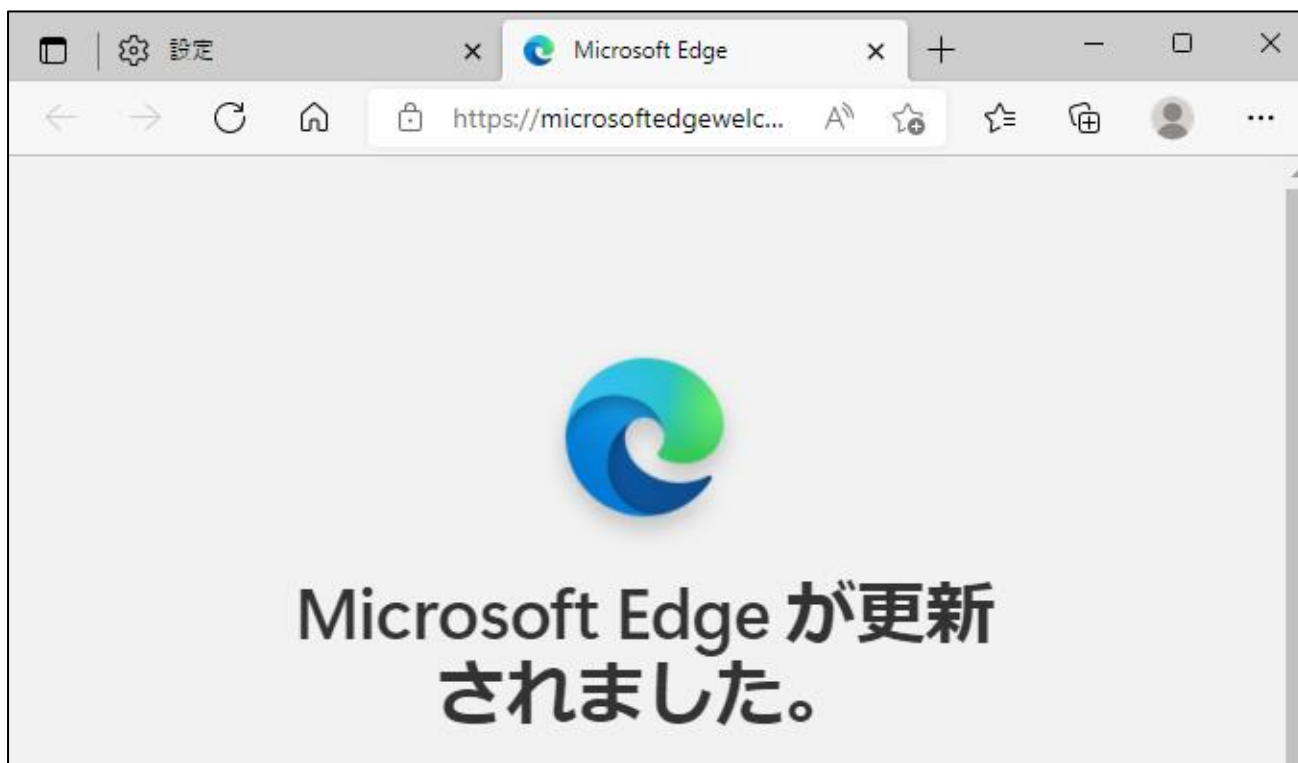 設定
Microsoft Edge
https://microsoftedgewelc...
Microsoft Edge が更新
されました。